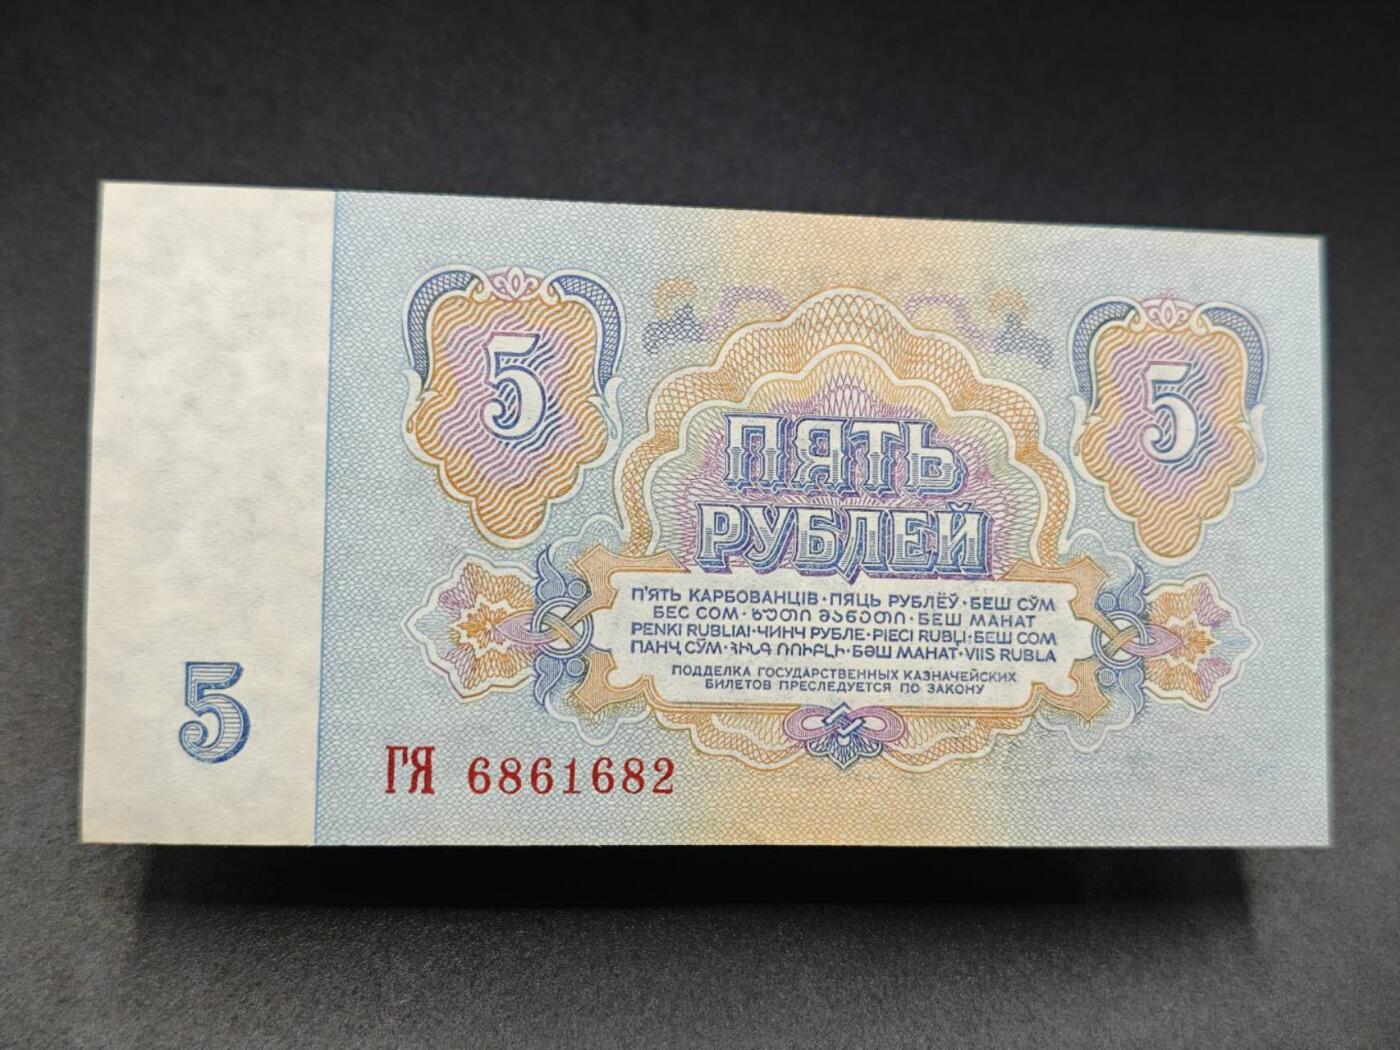 5 5
ПЯТЬ
РУБЛЕЙ
П'ЯТЬ КАРБОВАНЦІВ·ПЯЦЬ РУБЛЁЎ·БЕШ СЎМ
БЕС СОМ·ᲮᲣᲗᲘ ᲛᲐᲜᲔᲗᲘ·БЕШ МАНАТ
PENKI RUBLIAI·ЧИНЧ РУБЛЕ·PIECI RUBĻI·БЕШ СОМ
ПАНҶ СӮМ·ՀԻՆԳ ՌՈՒԲԼԻ·БӘШ МАНАТ·VIIS RUBLA
ПОДДЕЛКА ГОСУДАРСТВЕННЫХ КАЗНАЧЕЙСКИХ
БИЛЕТОВ ПРЕСЛЕДУЕТСЯ ПО ЗАКОНУ
5
ГЯ 6861682